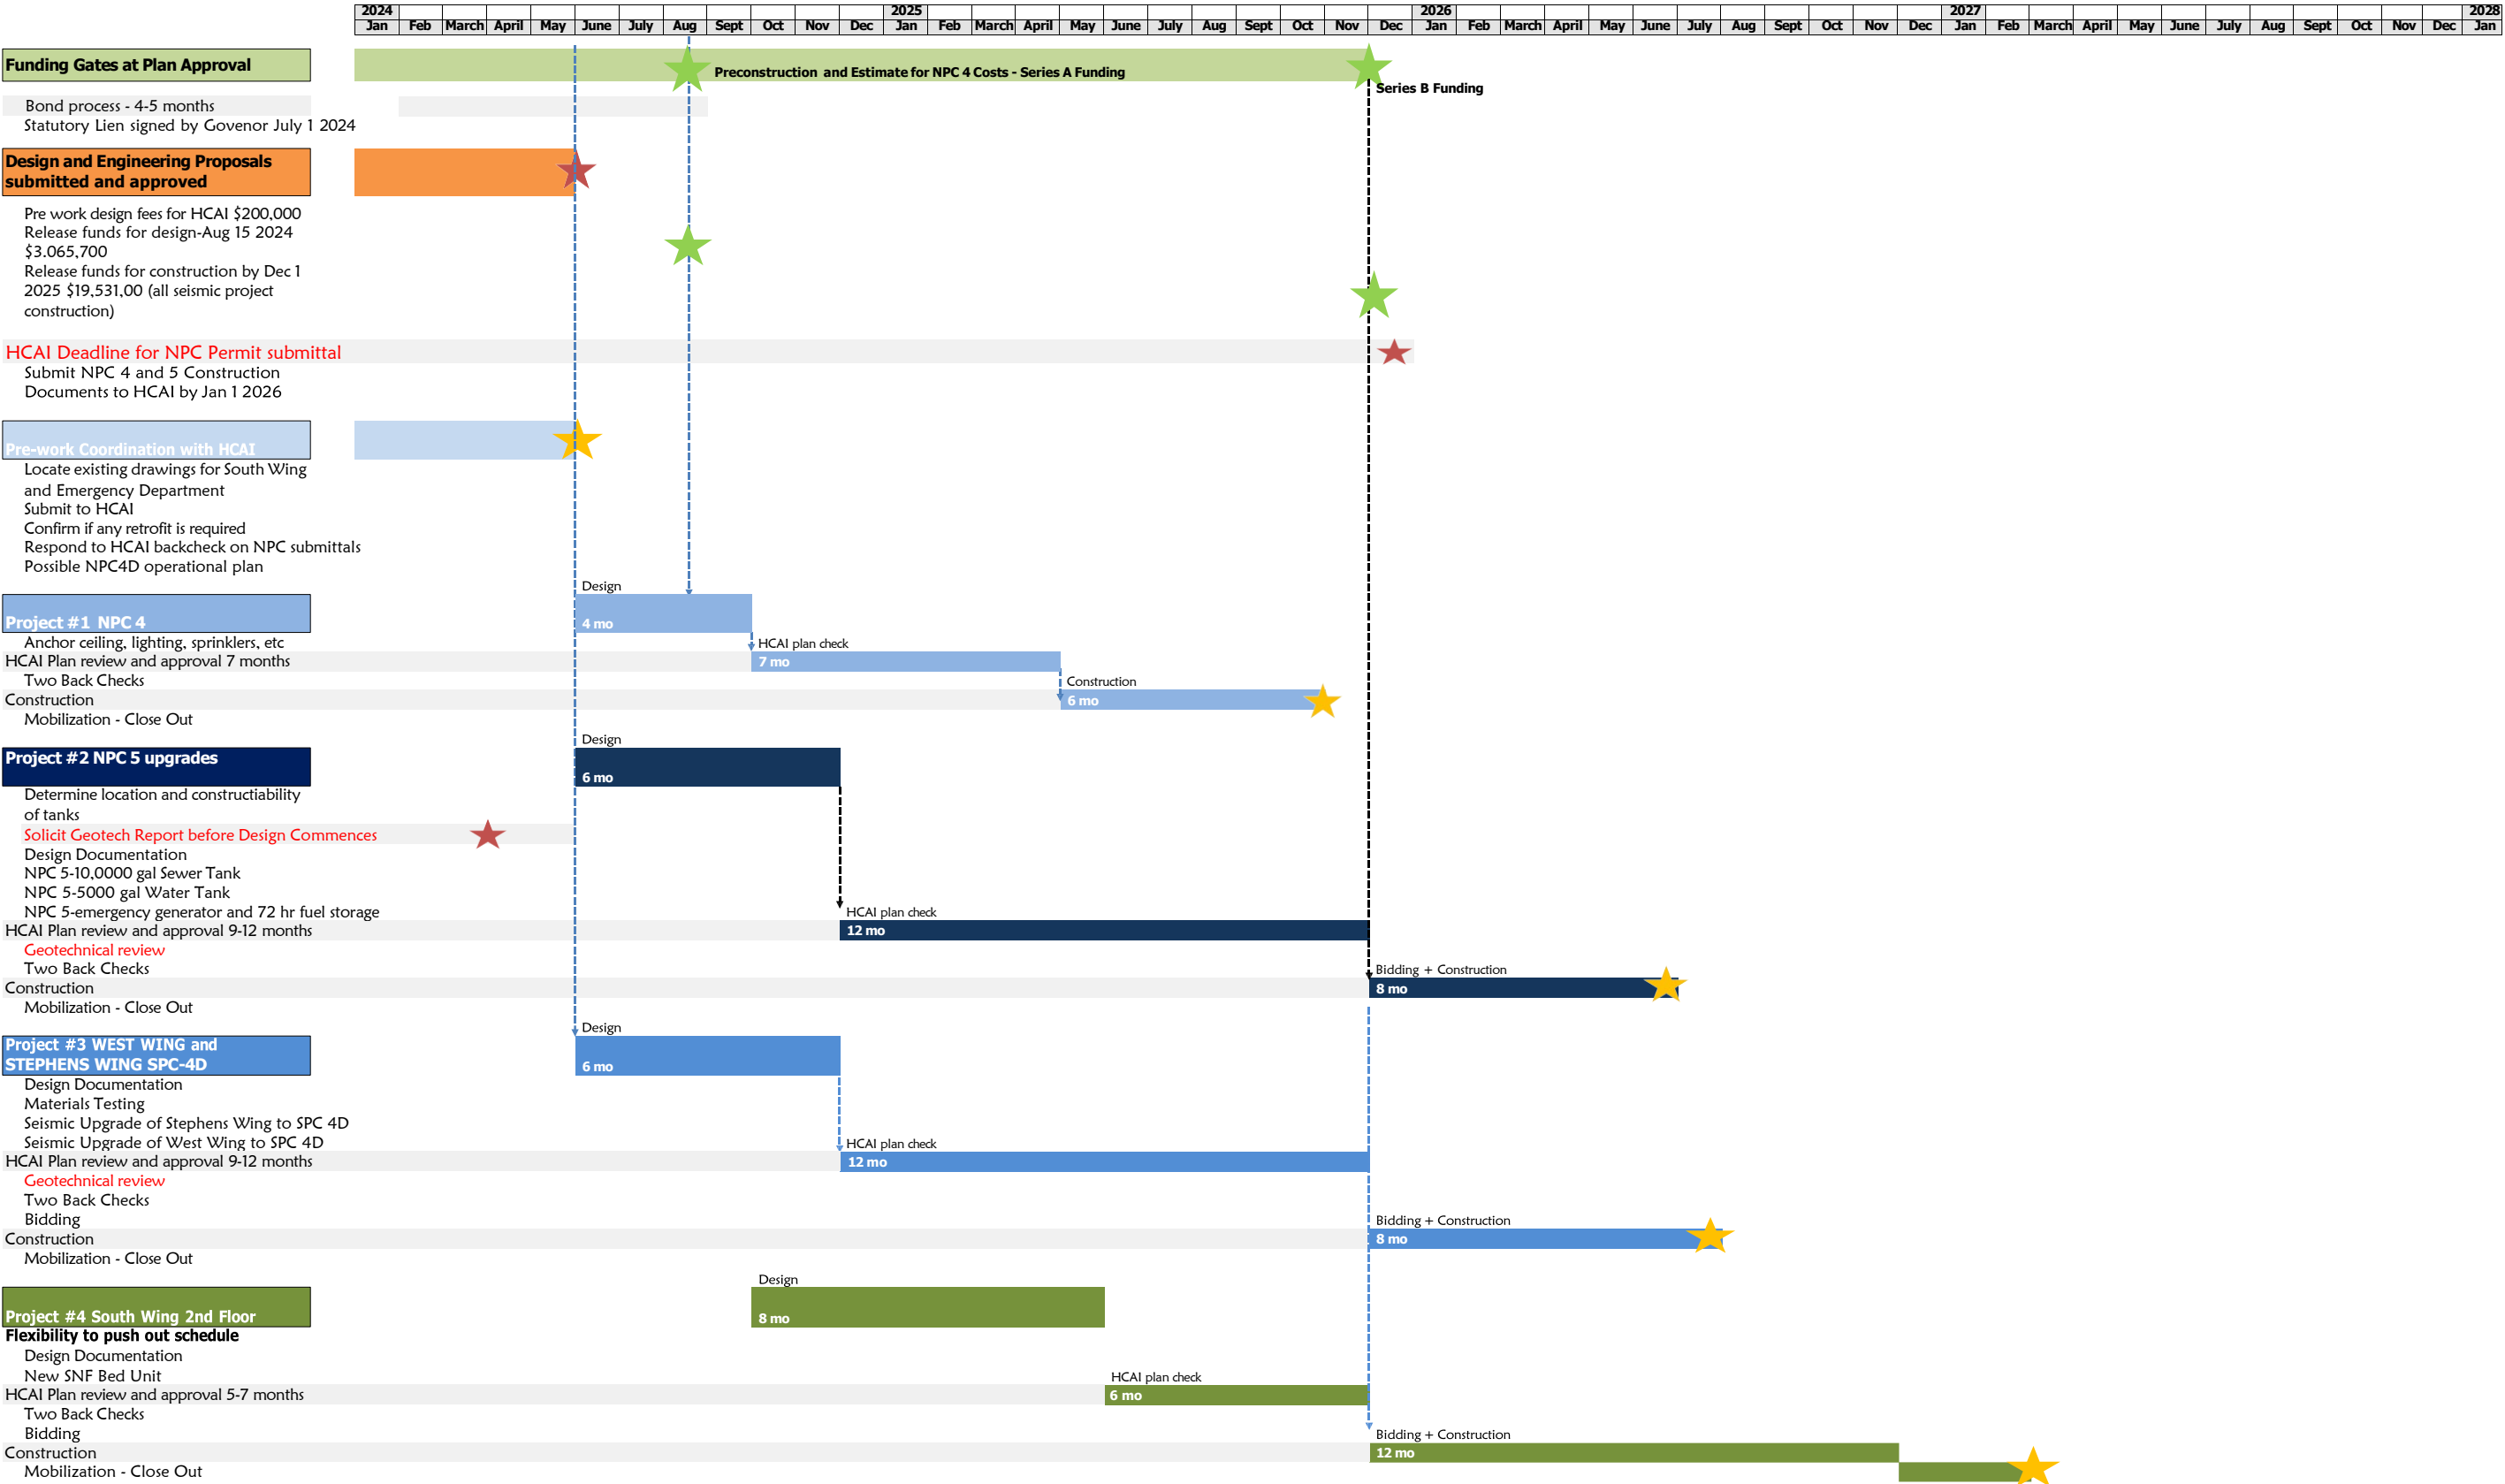 2024 2025 2026 2027 2028
Jan Feb March April May June July Aug Sept Oct Nov Dec Jan Feb March April May June July Aug Sept Oct Nov Dec Jan Feb March April May June July Aug Sept Oct Nov Dec Jan Feb March April May June July Aug Sept Oct Nov Dec Jan
Funding Gates at Plan Approval
Preconstruction and Estimate for NPC 4 Costs - Series A Funding
Series B Funding
Bond process - 4-5 months
Statutory Lien signed by Govenor July 1 2024
Design and Engineering Proposals
submitted and approved
Pre work design fees for HCAI $200,000
Release funds for design-Aug 15 2024
$3.065,700
Release funds for construction by Dec 1
2025 $19,531,00 (all seismic project
construction)
HCAI Deadline for NPC Permit submittal
Submit NPC 4 and 5 Construction
Documents to HCAI by Jan 1 2026
Pre-work Coordination with HCAI
Locate existing drawings for South Wing
and Emergency Department
Submit to HCAI
Confirm if any retrofit is required
Respond to HCAI backcheck on NPC submittals
Possible NPC4D operational plan
Design
Project #1 NPC 4
4 mo
Anchor ceiling, lighting, sprinklers, etc
HCAI plan check
HCAI Plan review and approval 7 months
7 mo
Two Back Checks
Construction
Construction
6 mo
Mobilization - Close Out
Design
Project #2 NPC 5 upgrades
6 mo
Determine location and constructiability
of tanks
Solicit Geotech Report before Design Commences
Design Documentation
NPC 5-10,0000 gal Sewer Tank
NPC 5-5000 gal Water Tank
NPC 5-emergency generator and 72 hr fuel storage
HCAI plan check
HCAI Plan review and approval 9-12 months
12 mo
Geotechnical review
Two Back Checks
Bidding + Construction
Construction
8 mo
Mobilization - Close Out
Design
Project #3 WEST WING and
STEPHENS WING SPC-4D
6 mo
Design Documentation
Materials Testing
Seismic Upgrade of Stephens Wing to SPC 4D
Seismic Upgrade of West Wing to SPC 4D
HCAI plan check
HCAI Plan review and approval 9-12 months
12 mo
Geotechnical review
Two Back Checks
Bidding
Bidding + Construction
Construction
8 mo
Mobilization - Close Out
Design
Project #4 South Wing 2nd Floor
8 mo
Flexibility to push out schedule
Design Documentation
New SNF Bed Unit
HCAI plan check
HCAI Plan review and approval 5-7 months
6 mo
Two Back Checks
Bidding
Bidding + Construction
Construction
12 mo
Mobilization - Close Out